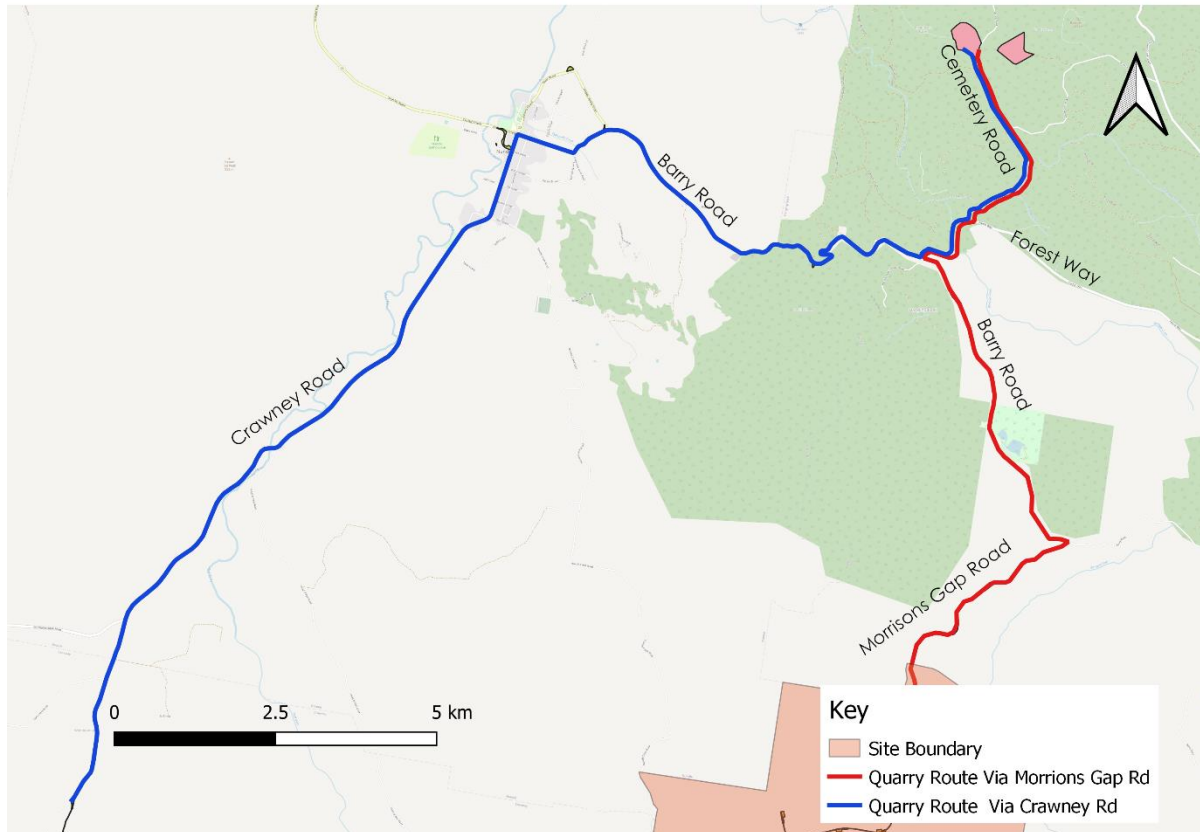 Cemetery Road
Barry Road
Forest Way
Barry Road
Crawney Road
Morrisons Gap Road
0 2.5 5 km
Key
Site Boundary
Quarry Route Via Morrions Gap Rd
Quarry Route Via Crawney Rd